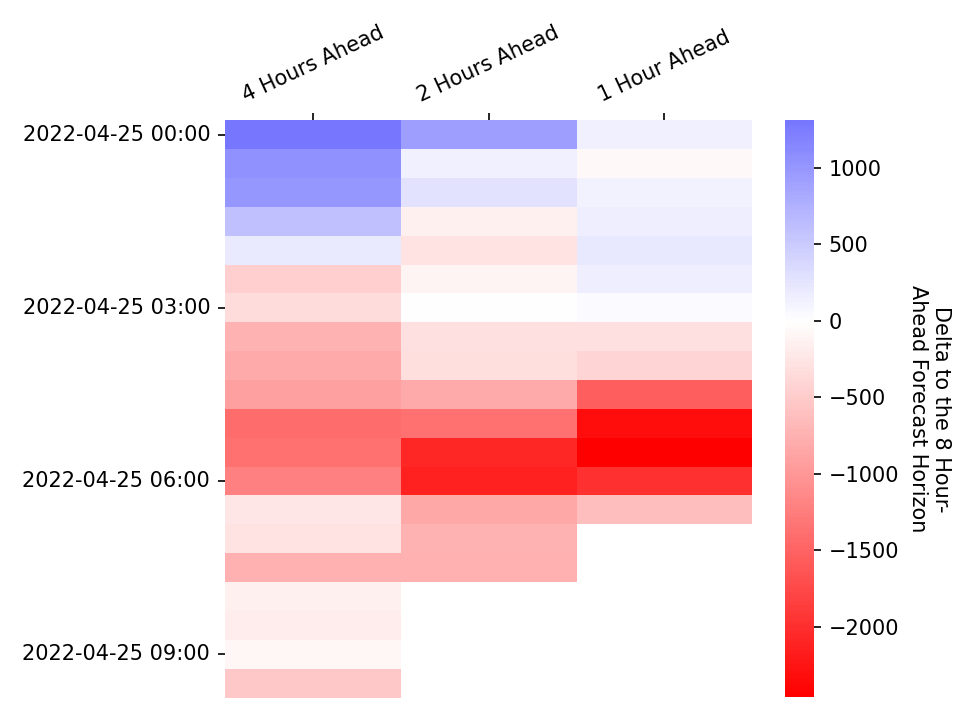 4 Hours Ahead
2 Hours Ahead
1 Hour Ahead
2022-04-25 00:00
2022-04-25 03:00
2022-04-25 06:00
2022-04-25 09:00
1000
500
0
−500
−1000
−1500
−2000
Delta to the 8 Hour-
Ahead Forecast Horizon